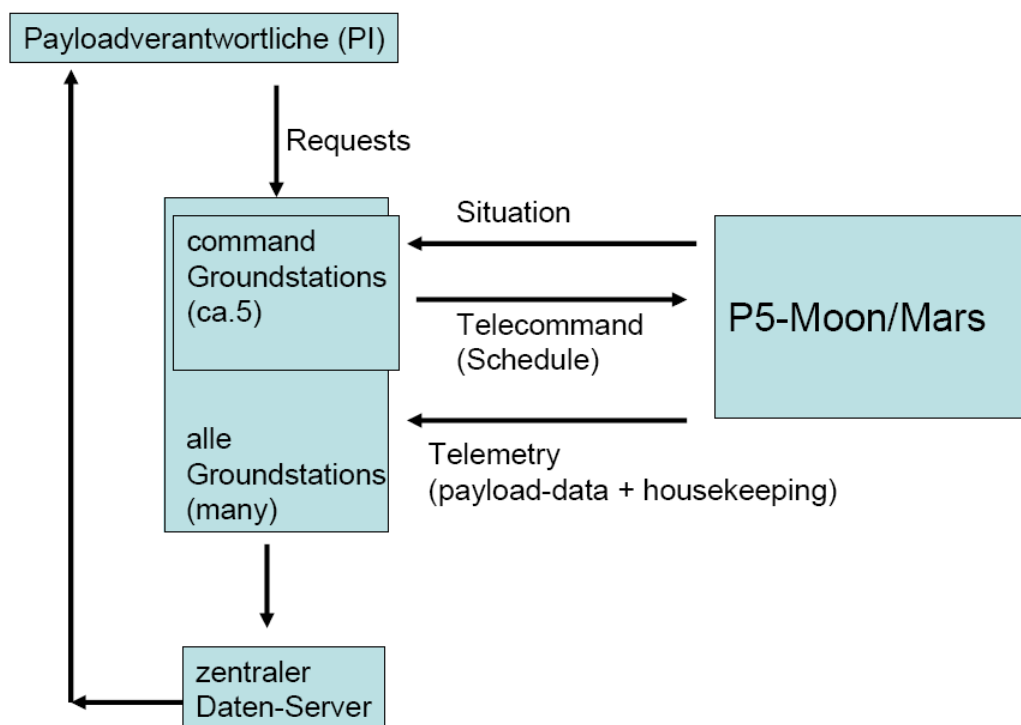 Payloadverantwortliche (PI)
Requests
command
Groundstations
(ca.5)
alle
Groundstations
(many)
Situation
Telecommand
(Schedule)
Telemetry
(payload-data + housekeeping)
P5-Moon/Mars
zentraler
Daten-Server